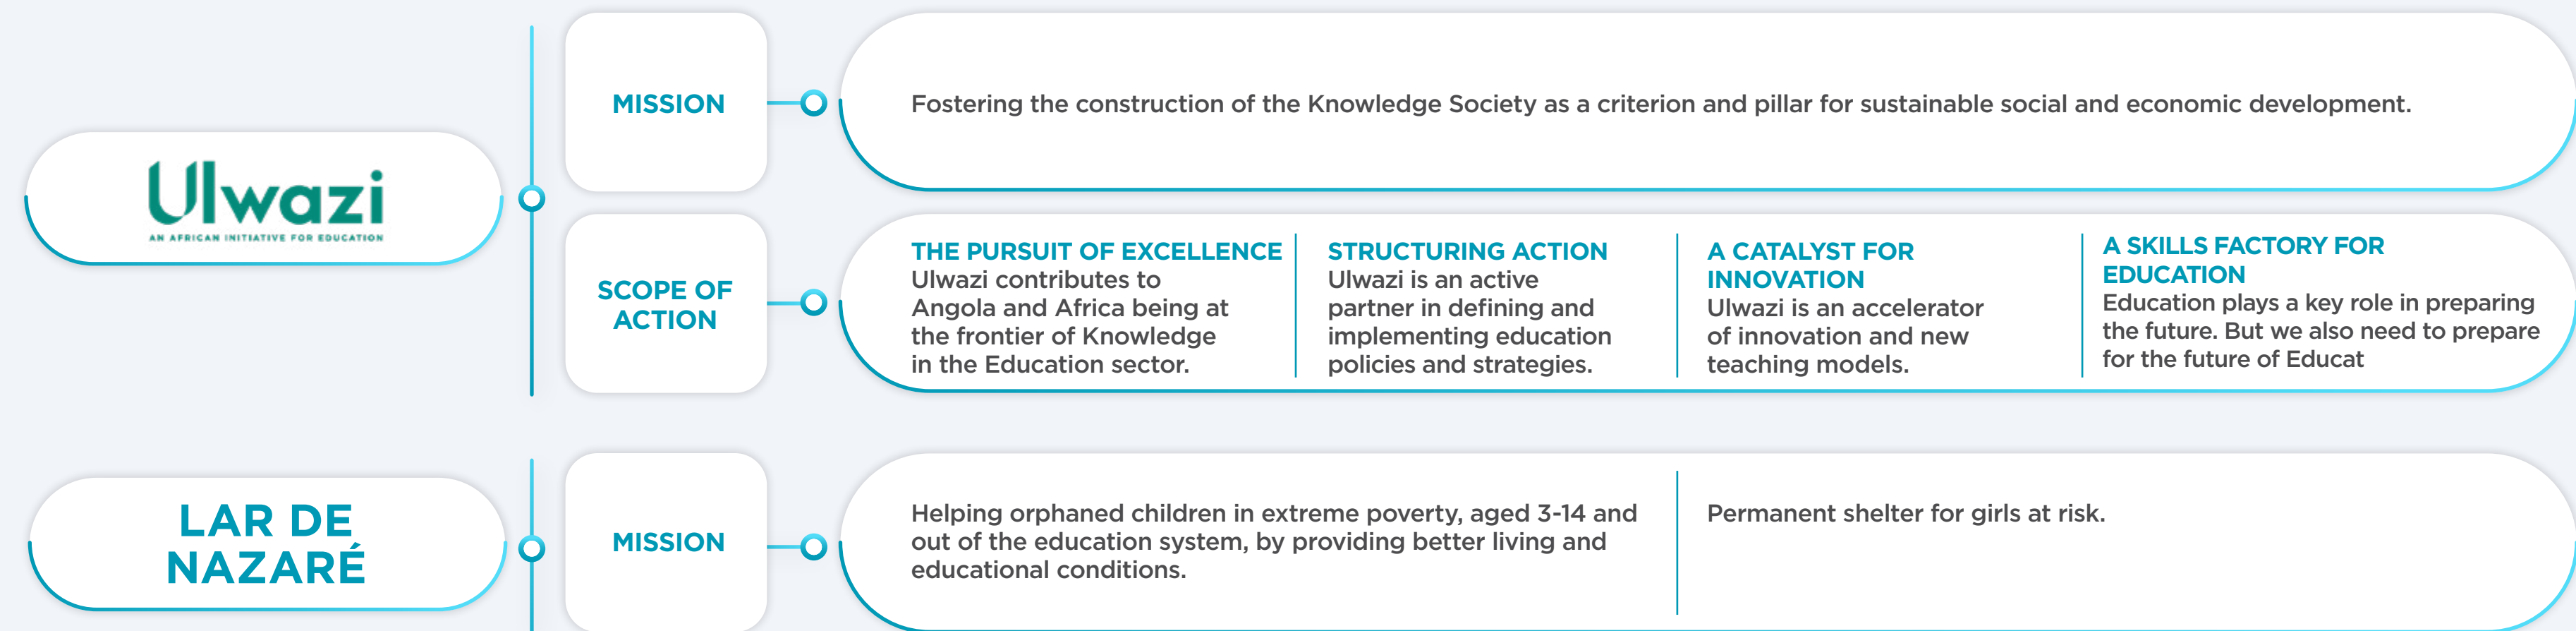 Ulwazi
AN AFRICAN INITIATIVE FOR EDUCATION
MISSION
Fostering the construction of the Knowledge Society as a criterion and pillar for sustainable social and economic development.
SCOPE OF
ACTION
THE PURSUIT OF EXCELLENCE
Ulwazi contributes to
Angola and Africa being at
the frontier of Knowledge
in the Education sector.
STRUCTURING ACTION
Ulwazi is an active
partner in defining and
implementing education
policies and strategies.
A CATALYST FOR
INNOVATION
Ulwazi is an accelerator
of innovation and new
teaching models.
A SKILLS FACTORY FOR
EDUCATION
Education plays a key role in preparing
the future. But we also need to prepare
for the future of Educat
LAR DE
NAZARÉ
MISSION
Helping orphaned children in extreme poverty, aged 3-14 and
out of the education system, by providing better living and
educational conditions.
Permanent shelter for girls at risk.